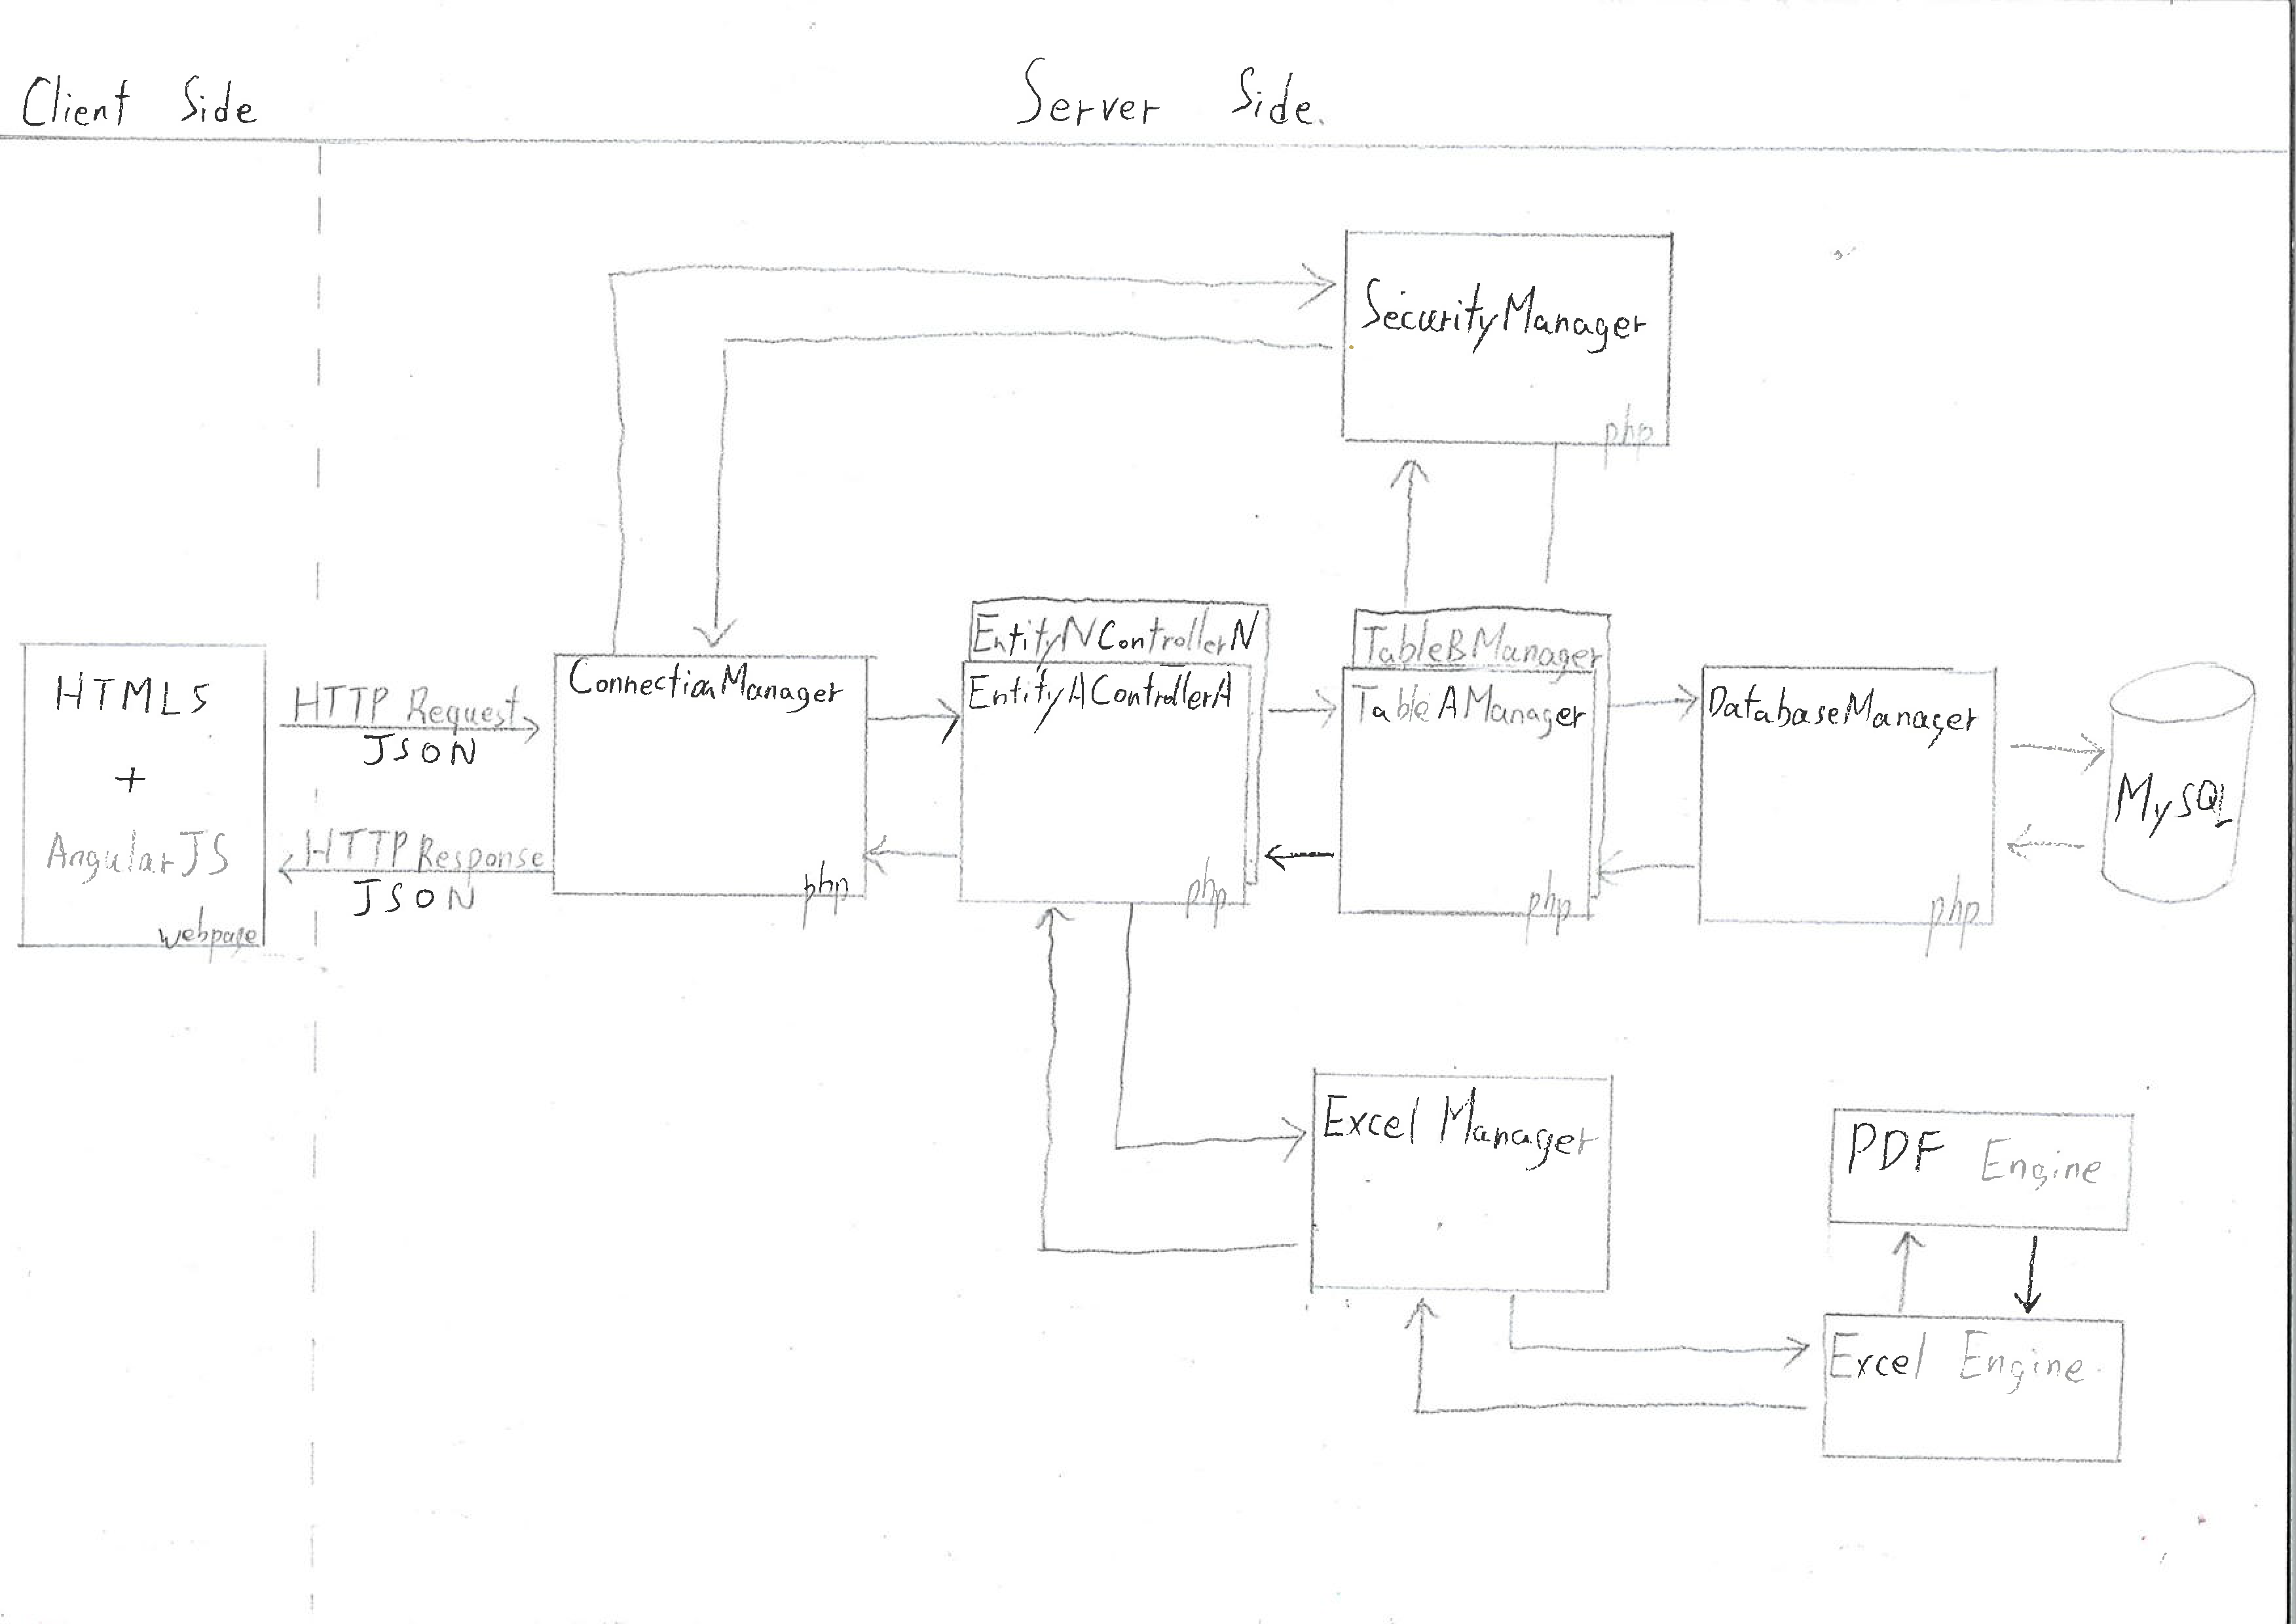 Client Side
Server Side.
SecurityManager
php
HTML5
+
AngularJS
webpage
HTTP Request
JSON
HTTP Response
JSON
ConnectionManager
php
EntityNControllerN
EntityAControllerA
php
TableBManager
TableAManager
php
DatabaseManager
php
MySQL
Excel Manager
PDF Engine
Excel Engine